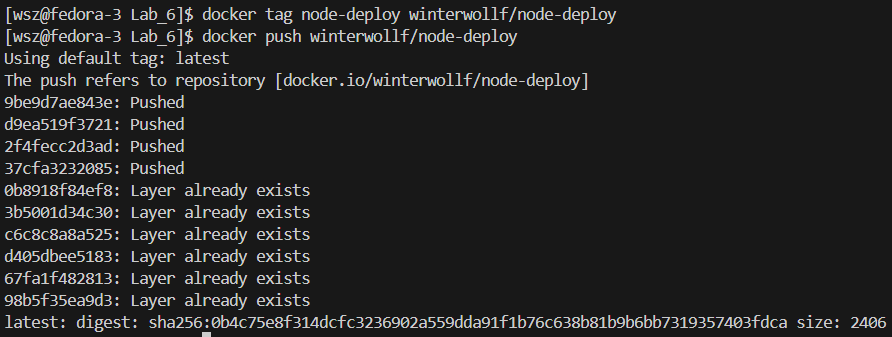 [wsz@fedora-3 Lab_6]$ docker tag node-deploy winterwollf/node-deploy
[wsz@fedora-3 Lab_6]$ docker push winterwollf/node-deploy
Using default tag: latest
The push refers to repository [docker.io/winterwollf/node-deploy]
9be9d7ae843e: Pushed
d9ea519f3721: Pushed
2f4fecc2d3ad: Pushed
37cfa3232085: Pushed
0b8918f84ef8: Layer already exists
3b5001d34c30: Layer already exists
c6c8c8a8a525: Layer already exists
d405dbee5183: Layer already exists
67fa1f482813: Layer already exists
98b5f35ea9d3: Layer already exists
latest: digest: sha256:0b4c75e8f314dcfc3236902a559dda91f1b76c638b81b9b6bb7319357403fdca size: 2406